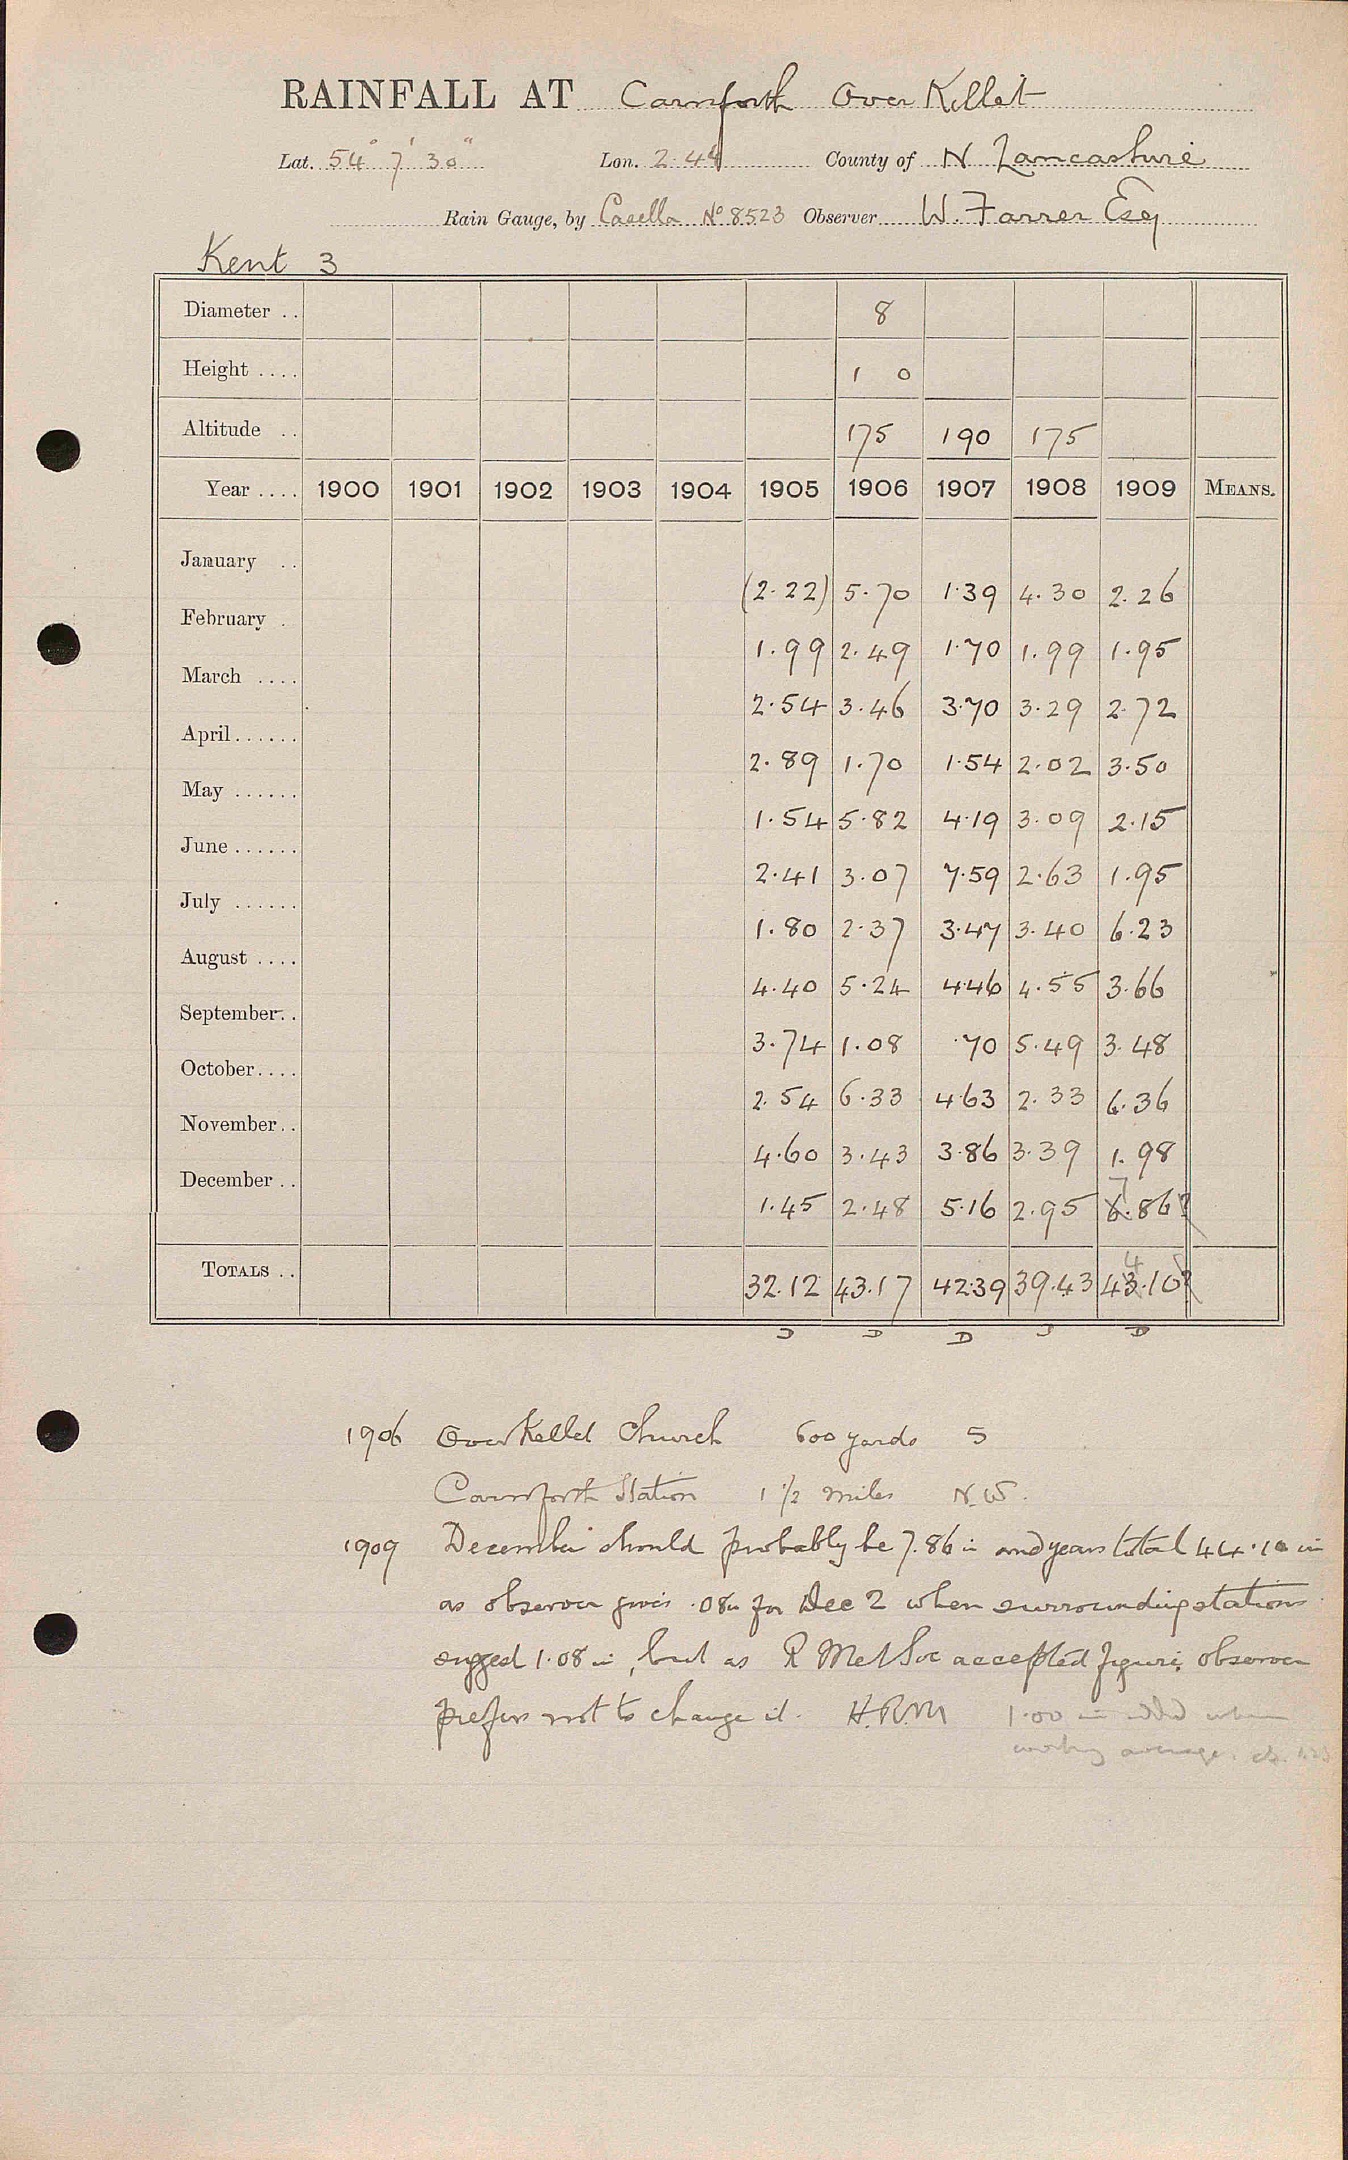 RAINFALL AT Carnforth Over Kellet
Lat. 54° 7' 30" Lon. 2.44 County of N Lancashire
Rain Gauge, by Casella No 8523 Observer W. Farrer Esq
Kent 3
Diameter .. 8
Height .... 1 0
Altitude .. 175 190 175
Year .... 1900 1901 1902 1903 1904 1905 1906 1907 1908 1909 MEANS.
January .. (2.22) 5.70 1.39 4.30 2.26
February . 1.99 2.49 1.70 1.99 1.95
March .... 2.54 3.46 3.70 3.29 2.72
April ...... 2.89 1.70 1.54 2.02 3.50
May ...... 1.54 5.82 4.19 3.09 2.15
June ...... 2.41 3.07 7.59 2.63 1.95
July ...... 1.80 2.37 3.47 3.40 6.23
August .... 4.40 5.24 4.46 4.55 3.66
September.. 3.74 1.08 .70 5.49 3.48
October.... 2.54 6.33 4.63 2.33 6.36
November.. 4.60 3.43 3.86 3.39 1.98
7
December .. 1.45 2.48 5.16 2.95 6.86?
4
TOTALS .. 32.12 43.17 42.39 39.43 43.10?
D D D D D
1906 Over Kellet Church 600 yards S
Carnforth Station 1 1/2 miles N.W.
1909 December should probably be 7.86 in and years total 44.10 in
as observer gives .08in for Dec 2 when surrounding stations
suggest 1.08 in, but as R Met Soc accepted figure, observer
prefers not to change it. H.R.M 1.00 in added when
working average.